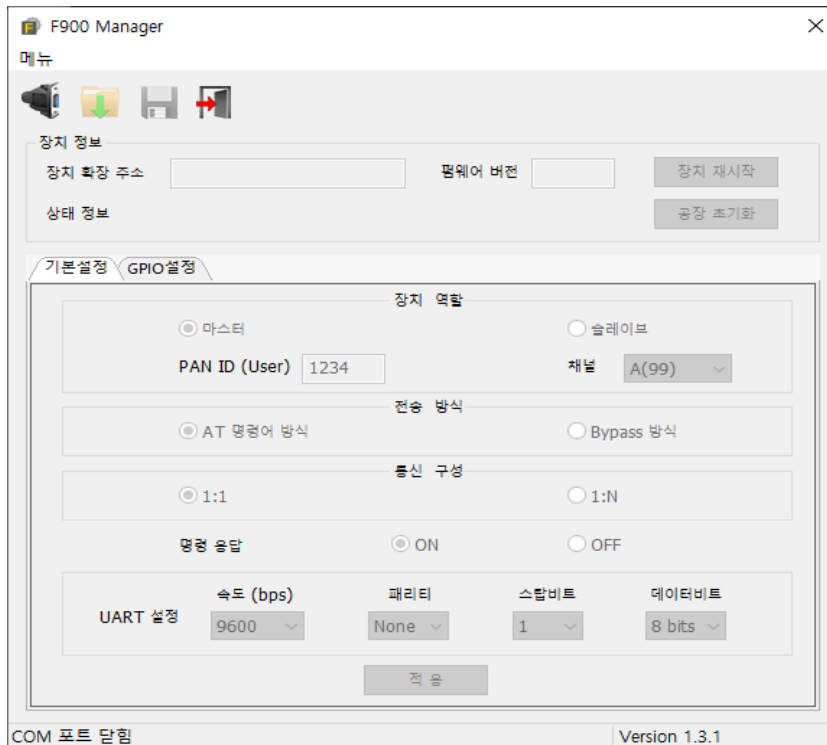 F900 Manager
메뉴
장치 정보
장치 확장 주소 펌웨어 버전 장치 재시작
상태 정보 공장 초기화
기본설정 GPIO설정
장치 역할
마스터 슬레이브
PAN ID (User) 1234 채널 A(99)
전송 방식
AT 명령어 방식 Bypass 방식
통신 구성
1:1 1:N
명령 응답 ON OFF
속도 (bps) 패리티 스탑비트 데이터비트
UART 설정 9600 None 1 8 bits
적 용
COM 포트 닫힘 Version 1.3.1